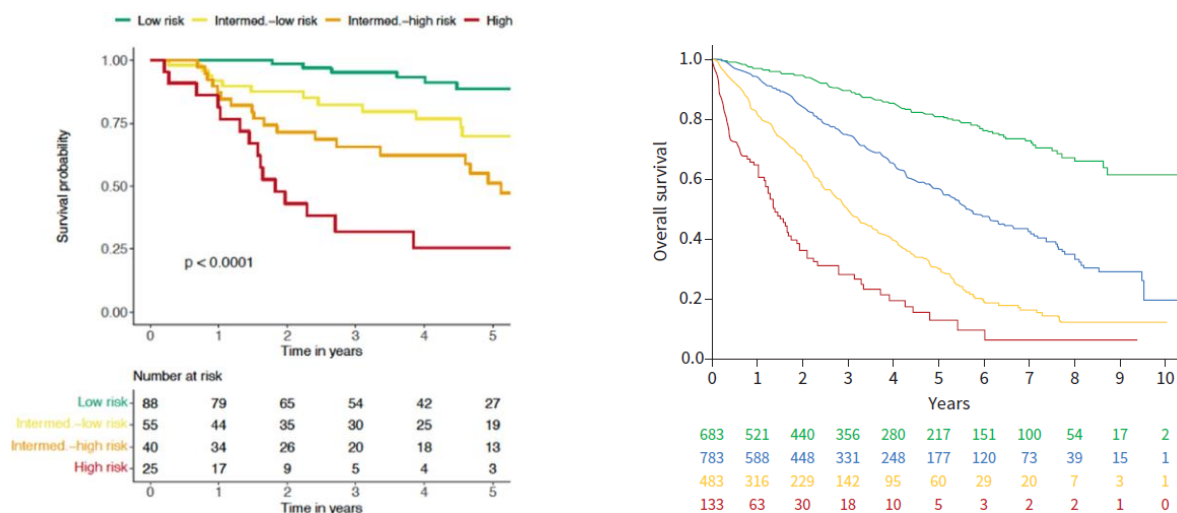 Low risk Intermed.-low risk Intermed.-high risk High
Survival probability
1.00
0.75
0.50
0.25
0.00
p < 0.0001
0 1 2 3 4 5
Time in years
Number at risk
Low risk 88 79 65 54 42 27
Intermed.-low risk 55 44 35 30 25 19
Intermed.-high risk 40 34 26 20 18 13
High risk 25 17 9 5 4 3
0 1 2 3 4 5
Time in years
Overall survival
1.0
0.8
0.6
0.4
0.2
0.0
0 1 2 3 4 5 6 7 8 9 10
Years
683 521 440 356 280 217 151 100 54 17 2
783 588 448 331 248 177 120 73 39 15 1
483 316 229 142 95 60 29 20 7 3 1
133 63 30 18 10 5 3 2 2 1 0